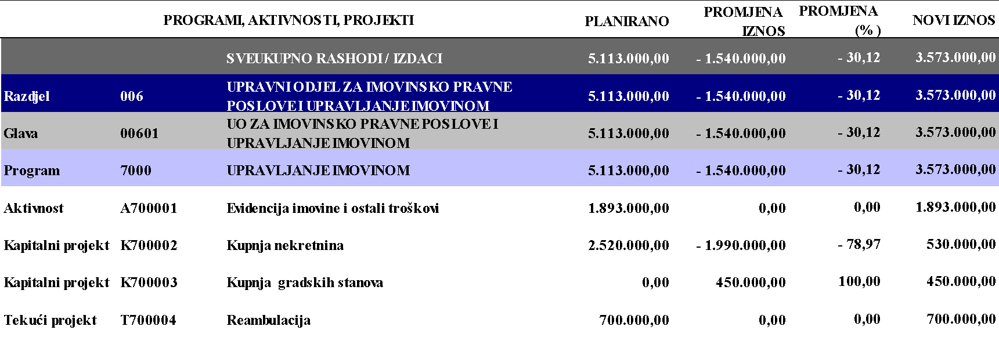 PROGRAMI, AKTIVNOSTI, PROJEKTI PLANIRANO PROMJENA IZNOS PROMJENA (%) NOVI IZNOS
SVEUKUPNO RASHODI / IZDACI 5.113.000,00 - 1.540.000,00 - 30,12 3.573.000,00
Razdjel 006 UPRAVNI ODJEL ZA IMOVINSKO PRAVNE POSLOVE I UPRAVLJANJE IMOVINOM 5.113.000,00 - 1.540.000,00 - 30,12 3.573.000,00
Glava 00601 UO ZA IMOVINSKO PRAVNE POSLOVE I UPRAVLJANJE IMOVINOM 5.113.000,00 - 1.540.000,00 - 30,12 3.573.000,00
Program 7000 UPRAVLJANJE IMOVINOM 5.113.000,00 - 1.540.000,00 - 30,12 3.573.000,00
Aktivnost A700001 Evidencija imovine i ostali troškovi 1.893.000,00 0,00 0,00 1.893.000,00
Kapitalni projekt K700002 Kupnja nekretnina 2.520.000,00 - 1.990.000,00 - 78,97 530.000,00
Kapitalni projekt K700003 Kupnja gradskih stanova 0,00 450.000,00 100,00 450.000,00
Tekući projekt T700004 Reambulacija 700.000,00 0,00 0,00 700.000,00